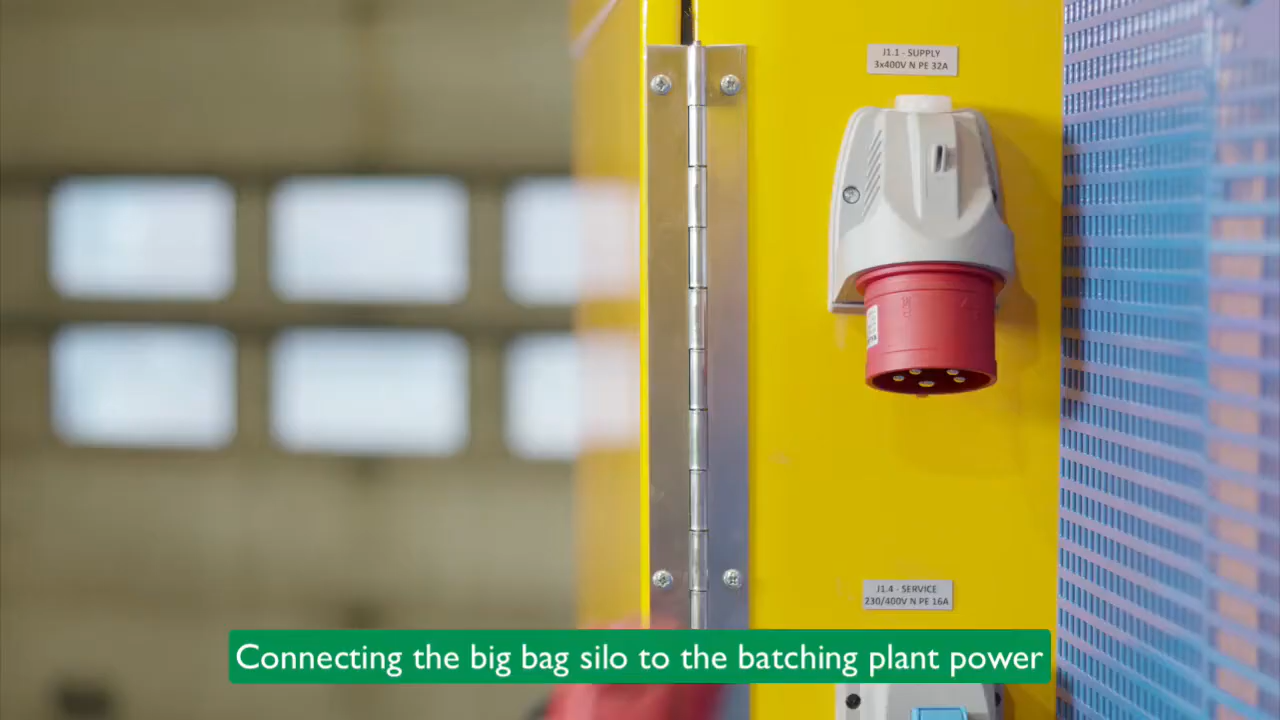 J1.1 - SUPPLY
3x400V N PE 32A
J1.4 - SERVICE
230/400V N PE 16A
Connecting the big bag silo to the batching plant power